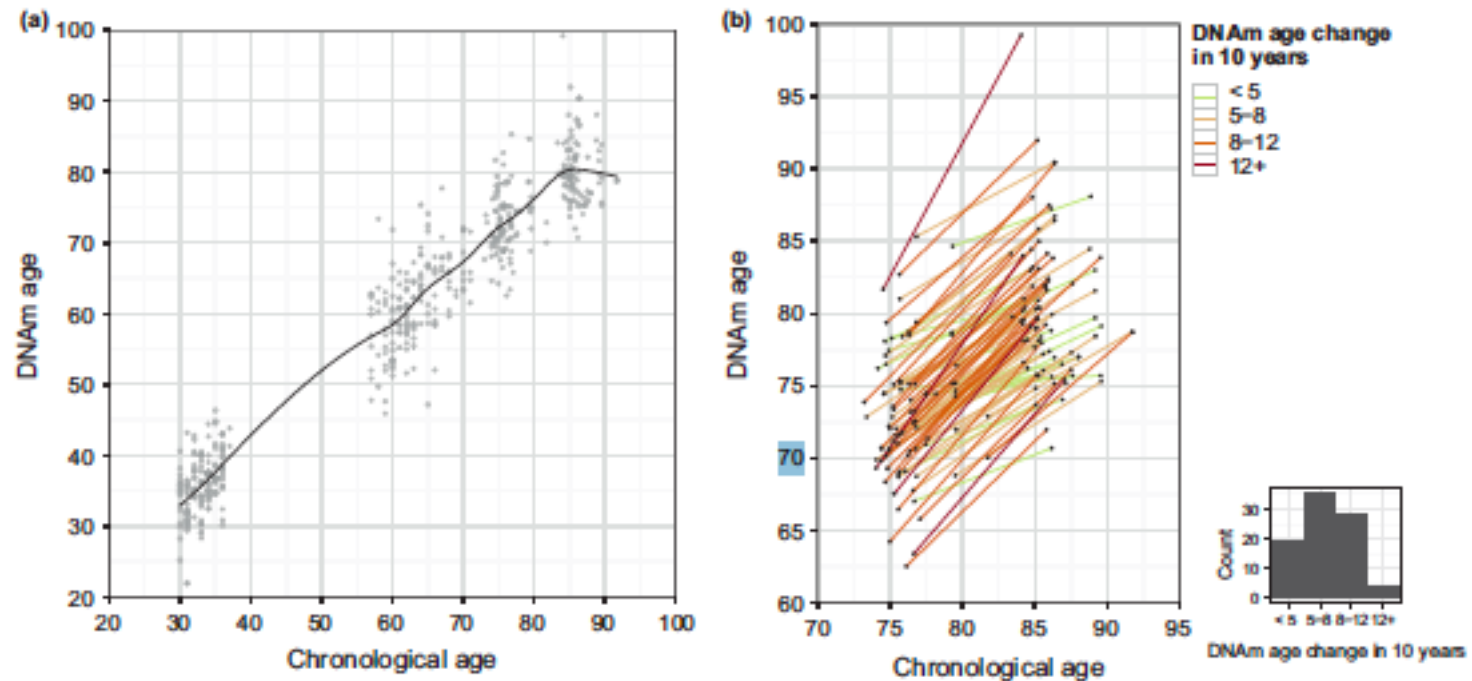 (a)
100
90
80
70
60
50
40
30
20
DNAm age
20 30 40 50 60 70 80 90 100
Chronological age
(b)
100
95
90
85
80
75
70
65
60
DNAm age
70 75 80 85 90 95
Chronological age
DNAm age change
in 10 years
< 5
5–8
8–12
12+
30
20
10
0
Count
< 5 5–8 8–12 12+
DNAm age change in 10 years